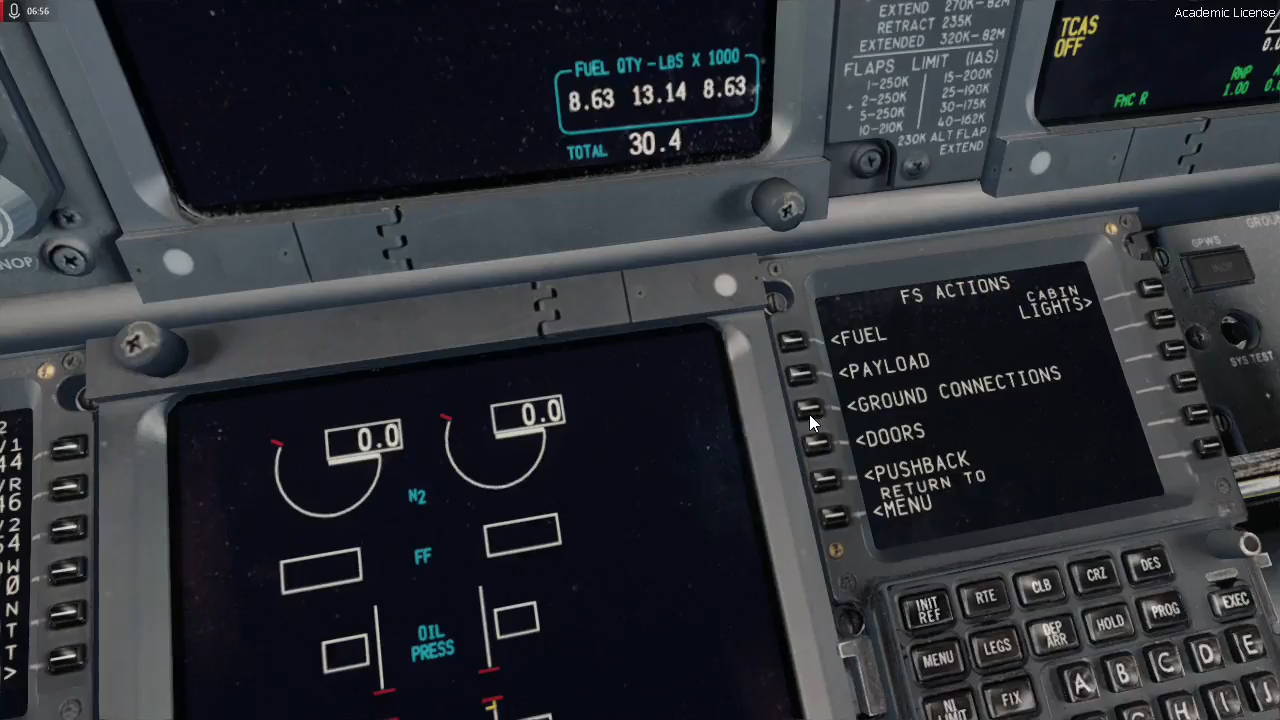 06:56
Academic License
EXTEND 270K-82M
RETRACT 235K
EXTENDED 320K-82M
FLAPS LIMIT (IAS)
1-250K 15-200K
+ 2-250K 25-190K
5-250K 30-175K
10-210K 40-162K
230K ALT FLAP
EXTEND
TCAS
OFF
FMC R
RNP
1.00
FUEL QTY - LBS X 1000
8.63 13.14 8.63
TOTAL 30.4
GPWS
SYS TEST
FS ACTIONS
CABIN
LIGHTS>
<FUEL
<PAYLOAD
<GROUND CONNECTIONS
<DOORS
<PUSHBACK
RETURN TO
<MENU
0.0 0.0
N2
FF
OIL
PRESS
INIT
REF
RTE
CLB
CRZ
DES
MENU
LEGS
DEP
ARR
HOLD
PROG
EXEC
N1
LIMIT
FIX
A
B
C
D
E